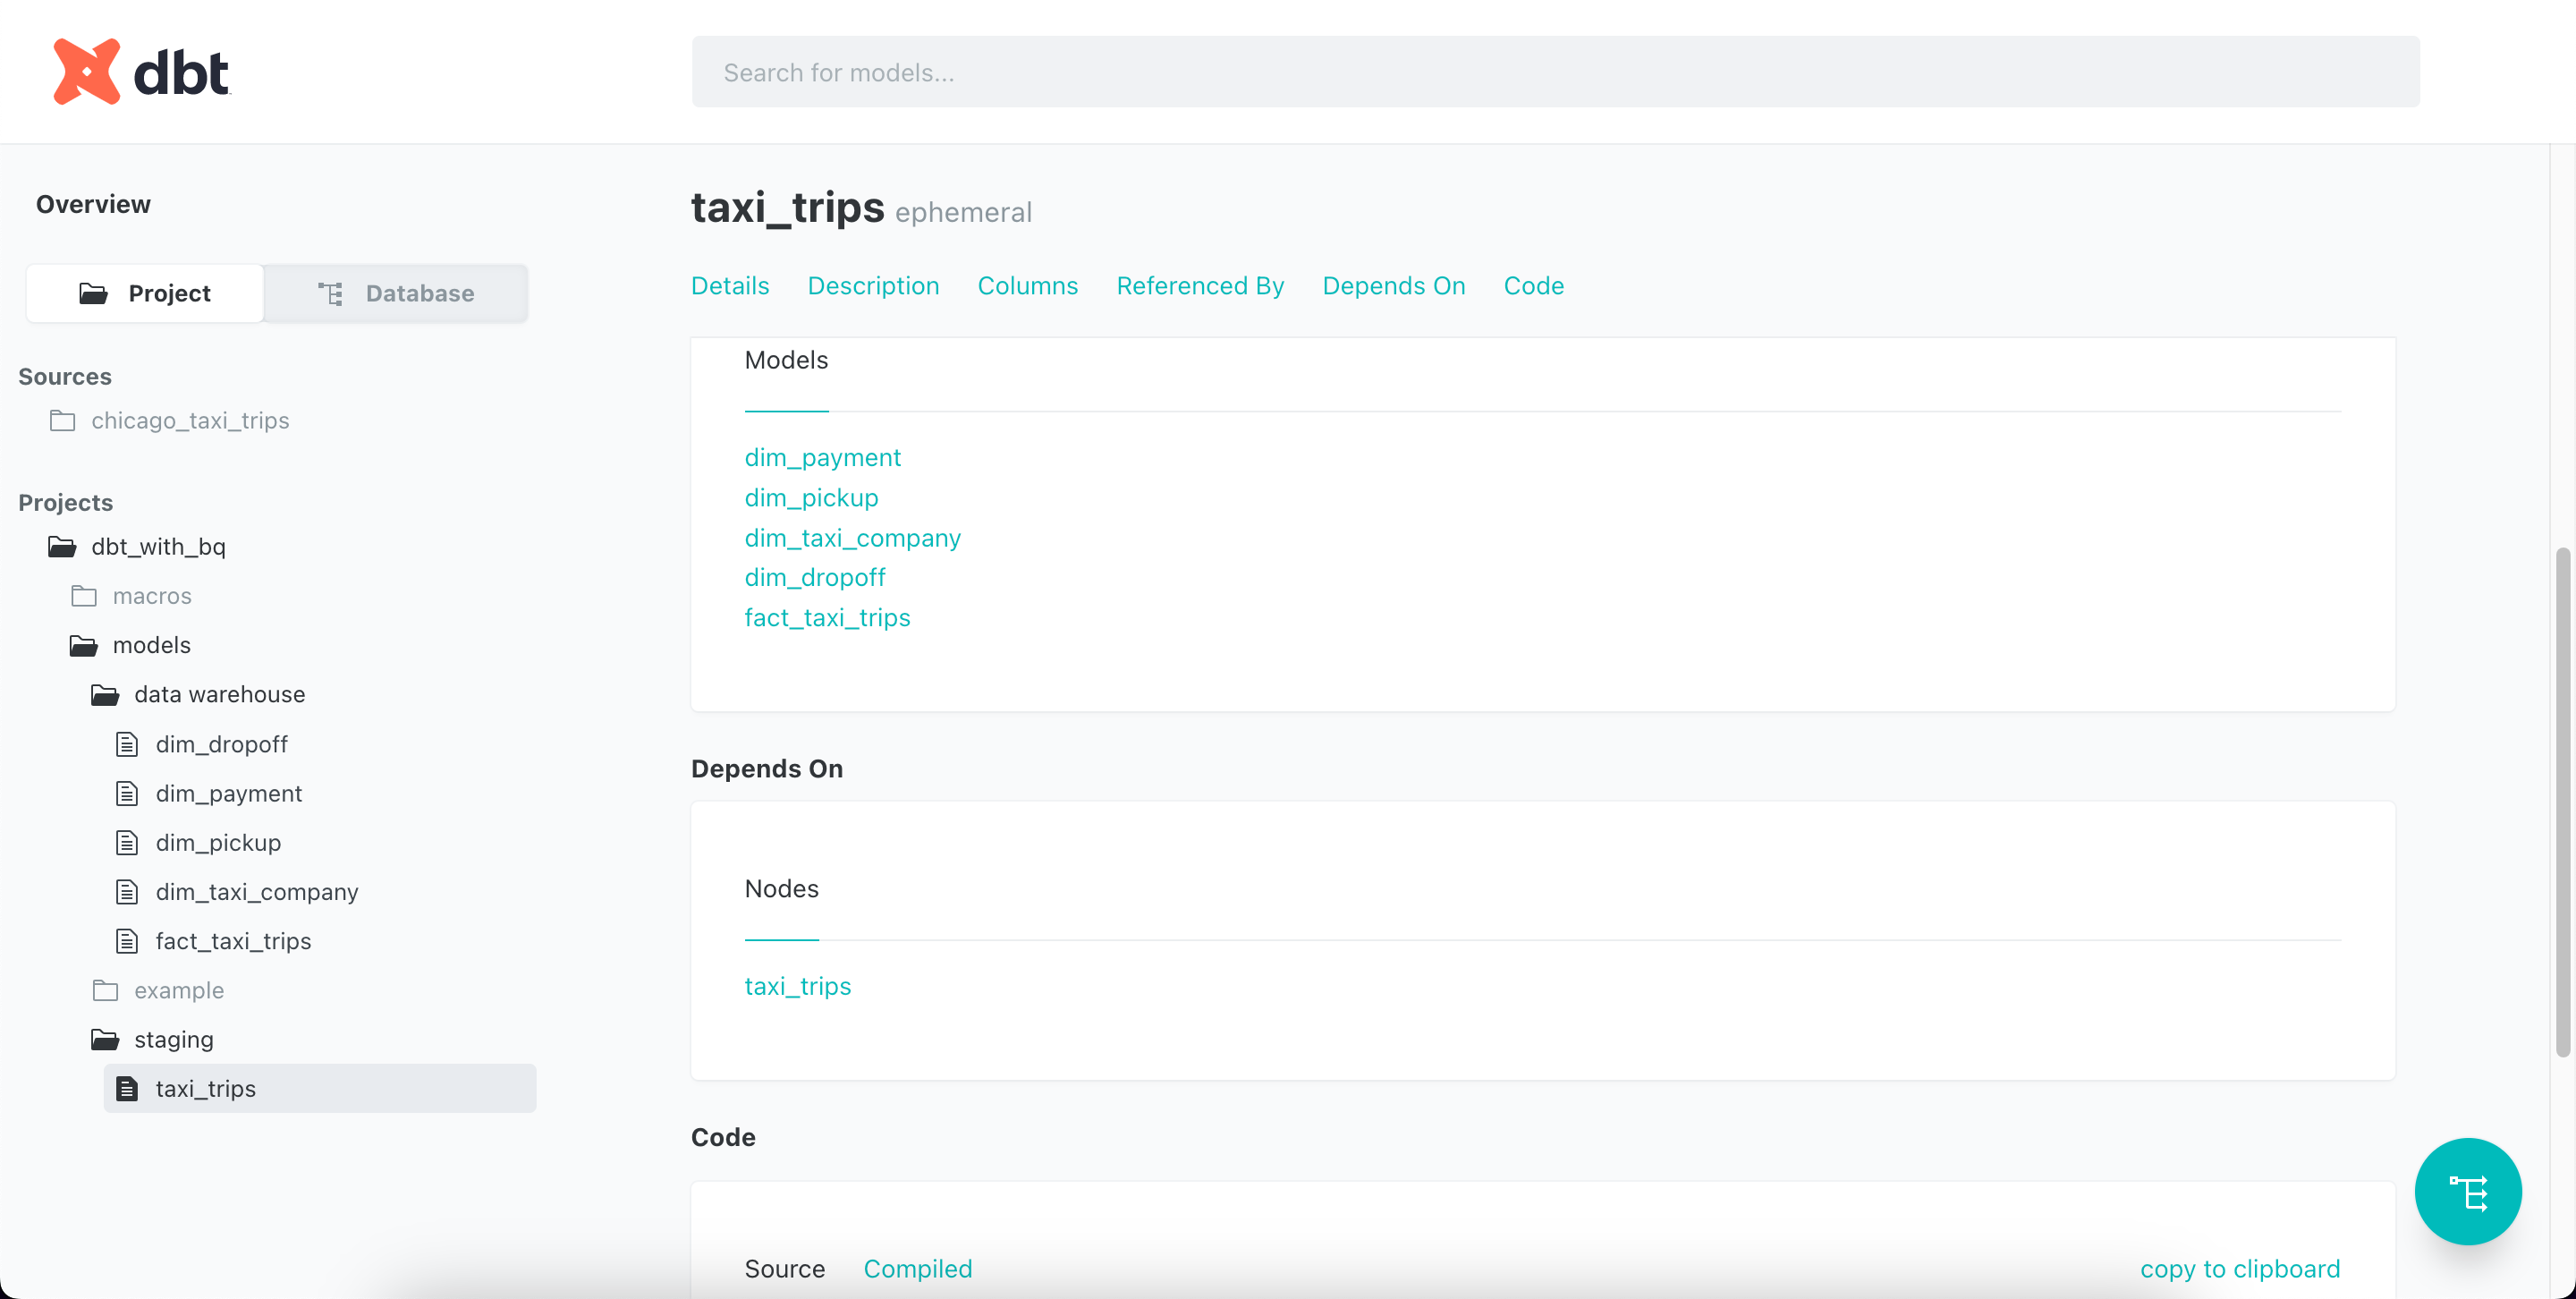 dbt
Search for models...
Overview
Project
Database
Sources
chicago_taxi_trips
Projects
dbt_with_bq
macros
models
data warehouse
dim_dropoff
dim_payment
dim_pickup
dim_taxi_company
fact_taxi_trips
example
staging
taxi_trips
taxi_trips ephemeral
Details Description Columns Referenced By Depends On Code
Models
dim_payment
dim_pickup
dim_taxi_company
dim_dropoff
fact_taxi_trips
Depends On
Nodes
taxi_trips
Code
Source Compiled copy to clipboard